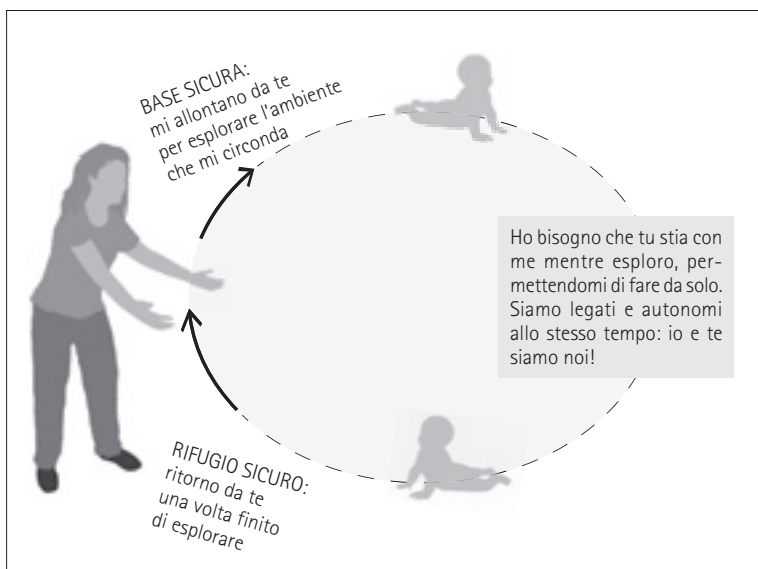 BASE SICURA:
mi allontano da te
per esplorare l'ambiente
che mi circonda
Ho bisogno che tu stia con
me mentre esploro, per-
mettendomi di fare da solo.
Siamo legati e autonomi
allo stesso tempo: io e te
siamo noi!
RIFUGIO SICURO:
ritorno da te
una volta finito
di esplorare